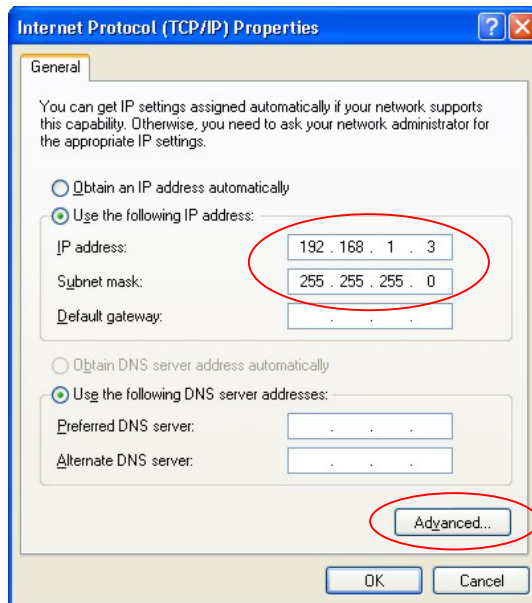 Internet Protocol (TCP/IP) Properties
General
You can get IP settings assigned automatically if your network supports
this capability. Otherwise, you need to ask your network administrator for
the appropriate IP settings.
Obtain an IP address automatically
Use the following IP address:
IP address: 192 . 168 . 1 . 3
Subnet mask: 255 . 255 . 255 . 0
Default gateway: . . .
Obtain DNS server address automatically
Use the following DNS server addresses:
Preferred DNS server: . . .
Alternate DNS server: . . .
Advanced...
OK Cancel